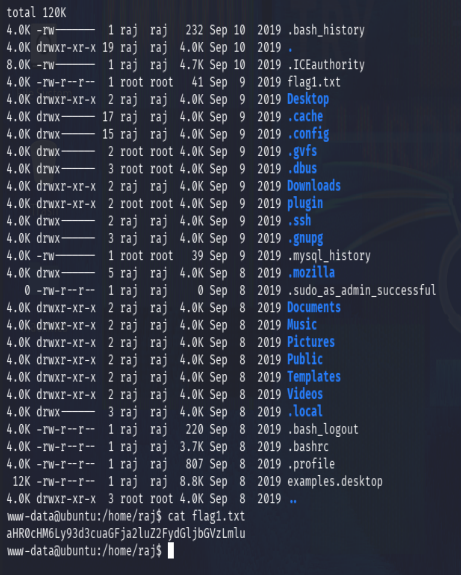 total 120K
4.0K -rw------- 1 raj raj 232 Sep 10 2019 .bash_history
4.0K drwxr-xr-x 19 raj raj 4.0K Sep 10 2019 .
8.0K -rw------- 1 raj raj 4.7K Sep 10 2019 .ICEauthority
4.0K -rw-r--r-- 1 root root 41 Sep 9 2019 flag1.txt
4.0K drwxr-xr-x 2 raj raj 4.0K Sep 9 2019 Desktop
4.0K drwx------ 17 raj raj 4.0K Sep 9 2019 .cache
4.0K drwx------ 15 raj raj 4.0K Sep 9 2019 .config
4.0K drwx------ 2 root root 4.0K Sep 9 2019 .gvfs
4.0K drwx------ 3 root root 4.0K Sep 9 2019 .dbus
4.0K drwxr-xr-x 2 raj raj 4.0K Sep 9 2019 Downloads
4.0K drwxr-xr-x 2 root root 4.0K Sep 9 2019 plugin
4.0K drwx------ 2 raj raj 4.0K Sep 9 2019 .ssh
4.0K drwx------ 3 raj raj 4.0K Sep 9 2019 .gnupg
4.0K -rw------- 1 root root 39 Sep 9 2019 .mysql_history
4.0K drwx------ 5 raj raj 4.0K Sep 8 2019 .mozilla
0 -rw-r--r-- 1 raj raj 0 Sep 8 2019 .sudo_as_admin_successful
4.0K drwxr-xr-x 2 raj raj 4.0K Sep 8 2019 Documents
4.0K drwxr-xr-x 2 raj raj 4.0K Sep 8 2019 Music
4.0K drwxr-xr-x 2 raj raj 4.0K Sep 8 2019 Pictures
4.0K drwxr-xr-x 2 raj raj 4.0K Sep 8 2019 Public
4.0K drwxr-xr-x 2 raj raj 4.0K Sep 8 2019 Templates
4.0K drwxr-xr-x 2 raj raj 4.0K Sep 8 2019 Videos
4.0K drwx------ 3 raj raj 4.0K Sep 8 2019 .local
4.0K -rw-r--r-- 1 raj raj 220 Sep 8 2019 .bash_logout
4.0K -rw-r--r-- 1 raj raj 3.7K Sep 8 2019 .bashrc
4.0K -rw-r--r-- 1 raj raj 807 Sep 8 2019 .profile
12K -rw-r--r-- 1 raj raj 8.8K Sep 8 2019 examples.desktop
4.0K drwxr-xr-x 3 root root 4.0K Sep 8 2019 ..
www-data@ubuntu:/home/raj$ cat flag1.txt
aHR0cHM6Ly93d3cuaGFja2luZ2FydGljbGVzLmlu
www-data@ubuntu:/home/raj$